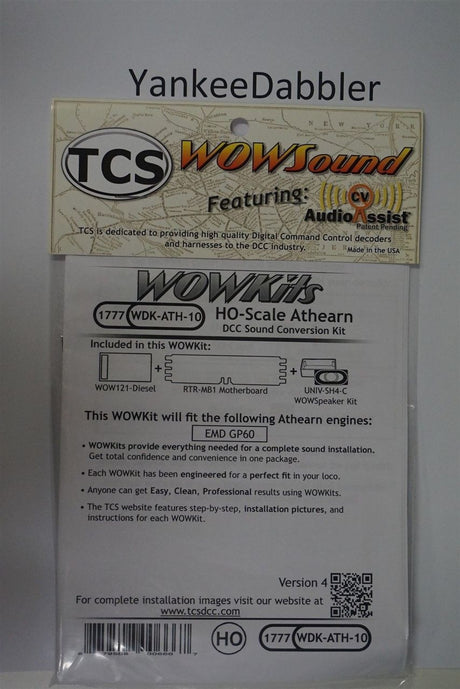 YankeeDabbler
TCS WOWSound
NEW YORK
Featuring: CV
AudioAssist
Patent Pending
TCS is dedicated to providing high quality Digital Command Control decoders
and harnesses to the DCC industry.
Made in the USA
WOWKits
1777 WDK-ATH-10 HO-Scale Athearn
DCC Sound Conversion Kit
Included in this WOWKit:
+ +
WOW121-Diesel RTR-MB1 Motherboard UNIV-SH4-C
WOWSpeaker Kit
This WOWKit will fit the following Athearn engines:
EMD GP60
• WOWKits provide everything needed for a complete sound installation.
Get total confidence and convenience in one package.
• Each WOWKit has been engineered for a perfect fit in your loco.
• Anyone can get Easy, Clean, Professional results using WOWKits.
• The TCS website features step-by-step, installation pictures, and
instructions for each WOWKit.
Version 4
For complete installation images visit our website at
www.tcsdcc.com
HO 1777 WDK-ATH-10